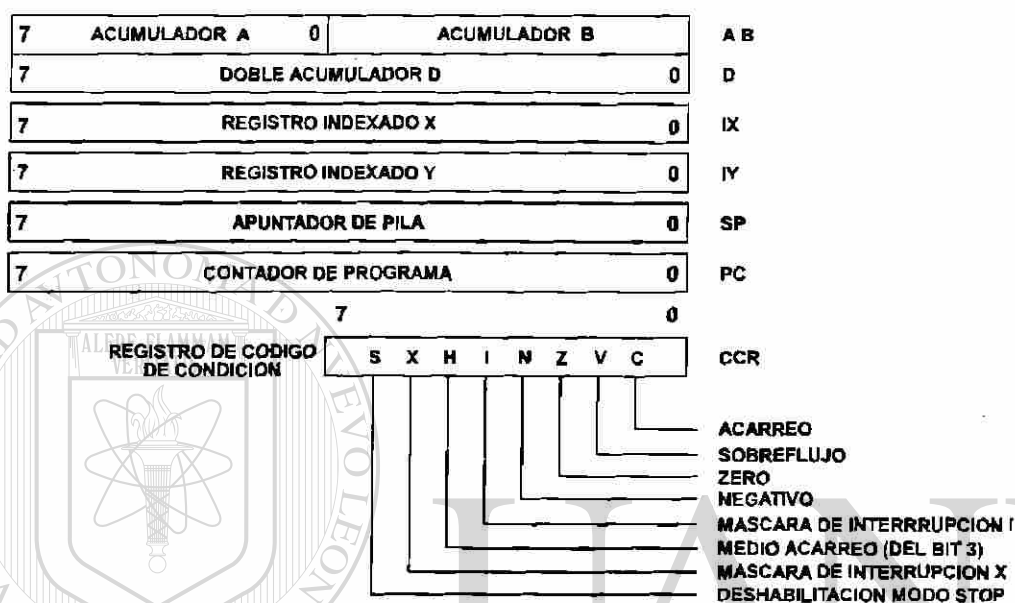 7 ACUMULADOR A 0 ACUMULADOR B A B
7 DOBLE ACUMULADOR D 0 D
7 REGISTRO INDEXADO X 0 IX
7 REGISTRO INDEXADO Y 0 IY
7 APUNTADOR DE PILA 0 SP
7 CONTADOR DE PROGRAMA 0 PC
7 0
REGISTRO DE CODIGO
DE CONDICION
S X H I N Z V C CCR
ACARREO
SOBREFLUJO
ZERO
NEGATIVO
MASCARA DE INTERRRUPCION I
MEDIO ACARREO (DEL BIT 3)
MASCARA DE INTERRUPCION X
DESHABILITACION MODO STOP
ALERE FLAMMAM